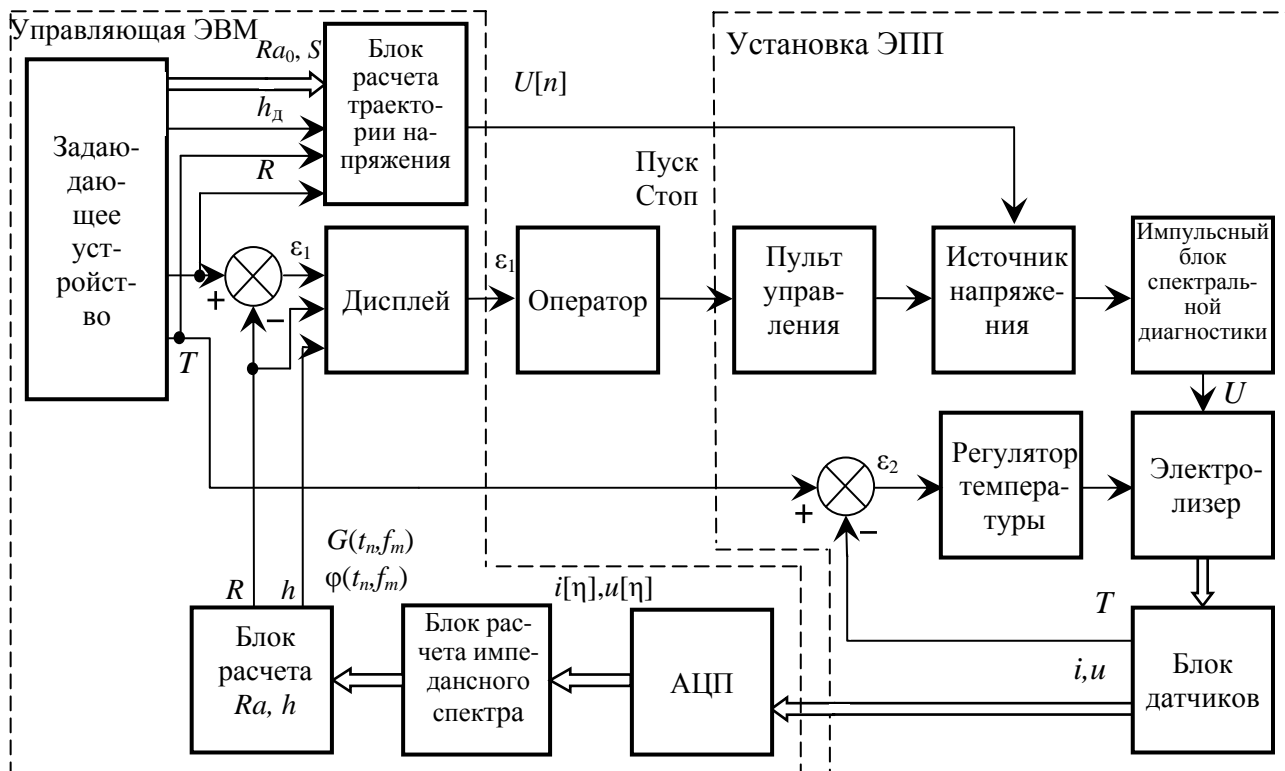 Управляющая ЭВМ
Установка ЭПП
Задаю-
дающее
щее
уст-
ройст-
во
Ra₀, S
hд
R
T
Блок
расчета
траекто-
рии на-
пряжения
U[n]
Пуск
Стоп
+
−
ε₁
Дисплей
ε₁
Оператор
Пульт
управ-
ления
Источник
напряже-
ния
Импульсный
блок
спектраль-
ной
диагностики
U
+
−
ε₂
Регулятор
темпера-
туры
Электро-
лизер
T
i,u
Блок
датчиков
АЦП
i[η],u[η]
Блок рас-
чета импе-
дансного
спектра
G(tₙ,fₘ)
φ(tₙ,fₘ)
R
h
Блок
расчета
Ra, h